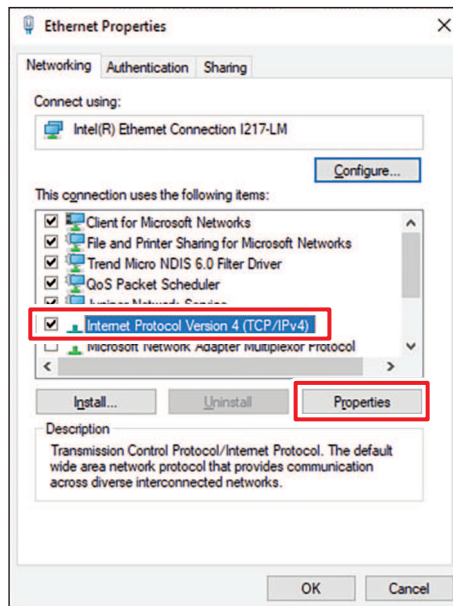 Ethernet Properties
Networking Authentication Sharing
Connect using:
Intel(R) Ethernet Connection I217-LM
Configure...
This connection uses the following items:
Client for Microsoft Networks
File and Printer Sharing for Microsoft Networks
Trend Micro NDIS 6.0 Filter Driver
QoS Packet Scheduler
Juniper Network Service
Internet Protocol Version 4 (TCP/IPv4)
Microsoft Network Adapter Multiplexor Protocol
Install... Uninstall Properties
Description
Transmission Control Protocol/Internet Protocol. The default
wide area network protocol that provides communication
across diverse interconnected networks.
OK Cancel